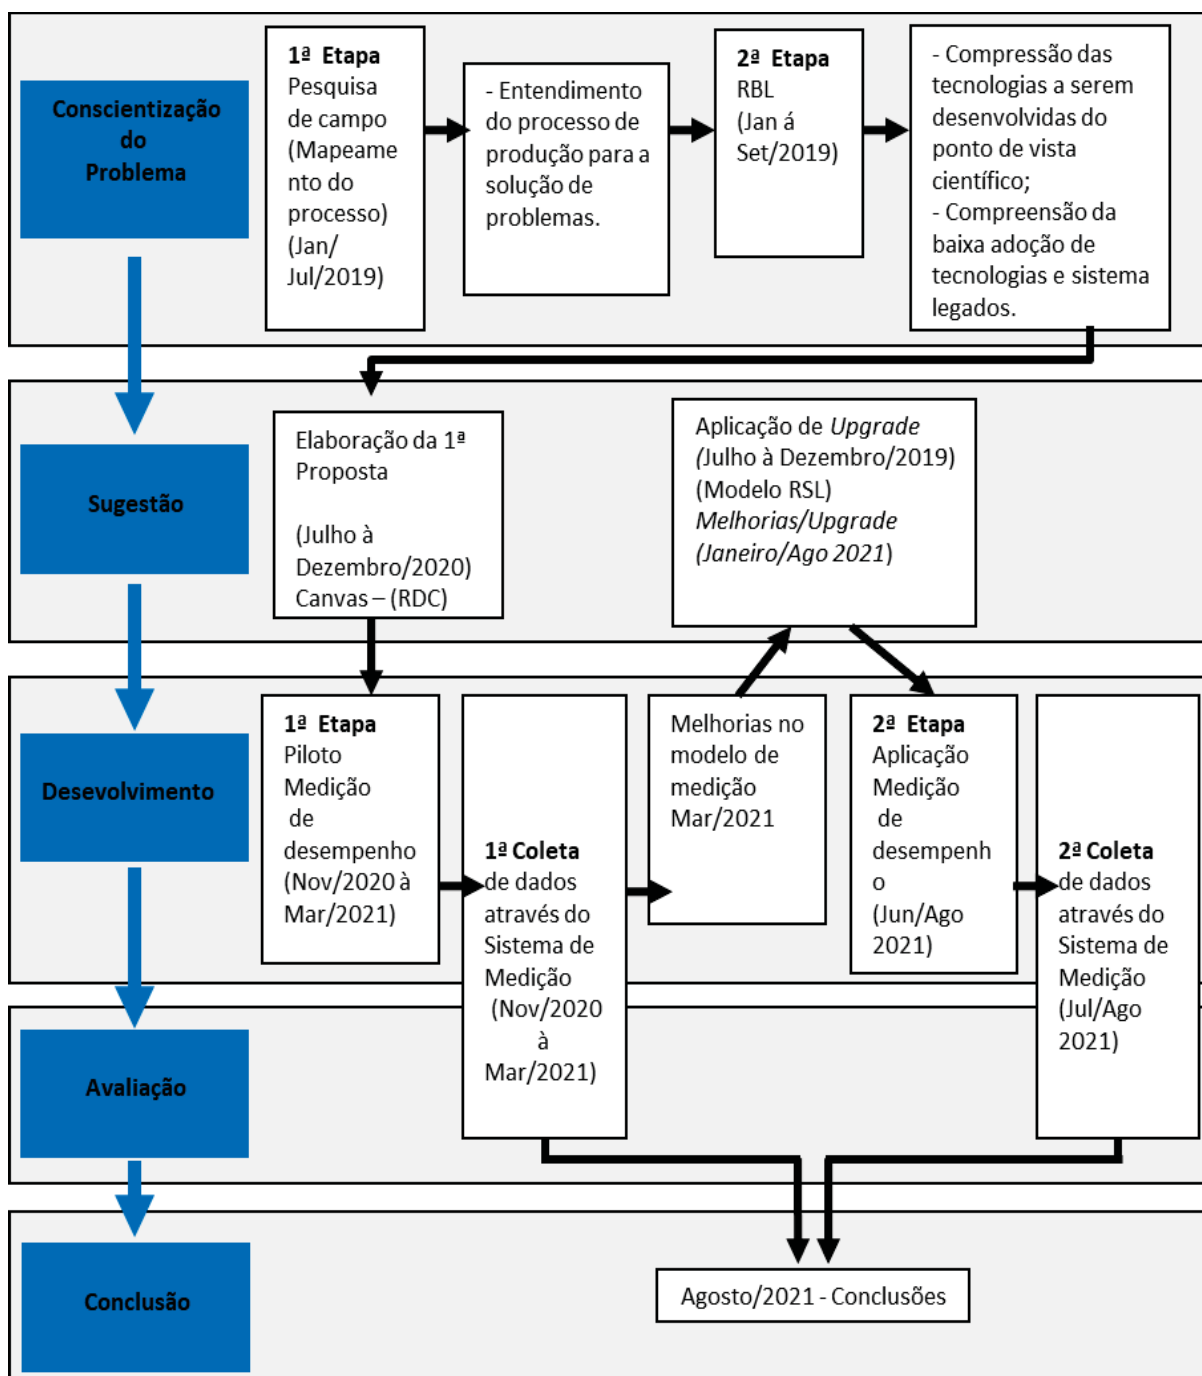 Conscientização
do
Problema
1ª Etapa
Pesquisa
de campo
(Mapeame
nto do
processo)
(Jan/
Jul/2019)
- Entendimento
do processo de
produção para a
solução de
problemas.
2ª Etapa
RBL
(Jan á
Set/2019)
- Compressão das
tecnologias a serem
desenvolvidas do
ponto de vista
científico;
- Compreensão da
baixa adoção de
tecnologias e sistema
legados.
Sugestão
Elaboração da 1ª
Proposta
(Julho à
Dezembro/2020)
Canvas – (RDC)
Aplicação de Upgrade
(Julho à Dezembro/2019)
(Modelo RSL)
Melhorias/Upgrade
(Janeiro/Ago 2021)
Desevolvimento
1ª Etapa
Piloto
Medição
de
desempenho
(Nov/2020 à
Mar/2021)
1ª Coleta
de dados
através do
Sistema de
Medição
(Nov/2020
à
Mar/2021)
Melhorias no
modelo de
medição
Mar/2021
2ª Etapa
Aplicação
Medição
de
desempenh
o
(Jun/Ago
2021)
2ª Coleta
de dados
através do
Sistema de
Medição
(Jul/Ago
2021)
Avaliação
Conclusão
Agosto/2021 - Conclusões